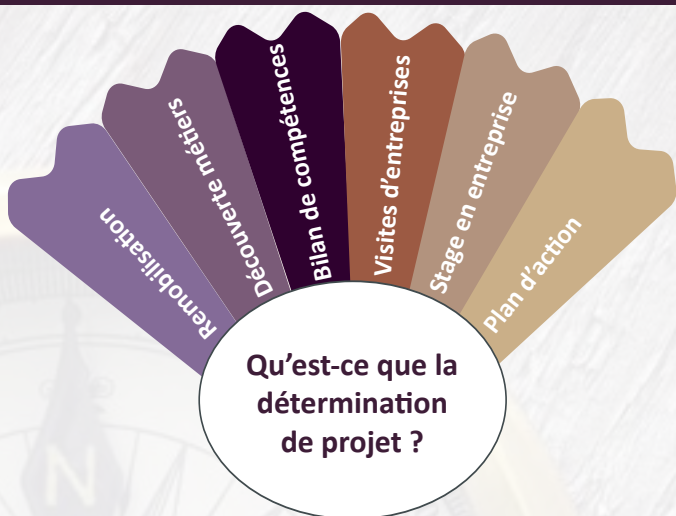 Remobilisation
Découverte métiers
Bilan de compétences
Visites d'entreprises
Stage en entreprise
Plan d'action
Qu'est-ce que la
détermination
de projet ?
N